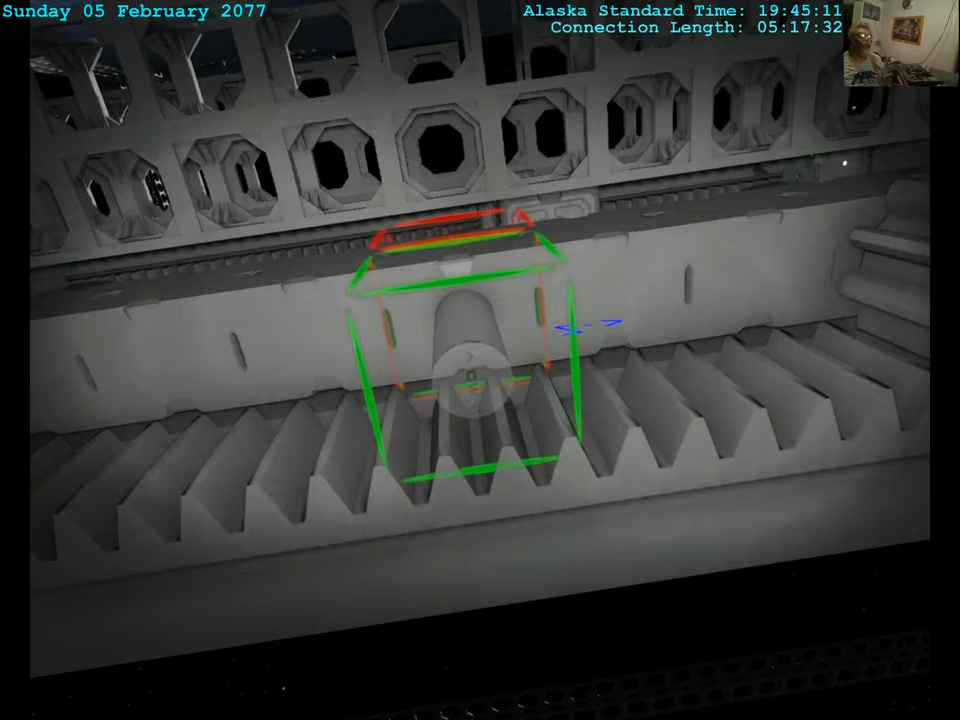 Sunday 05 February 2077
Alaska Standard Time: 19:45:11
Connection Length: 05:17:32